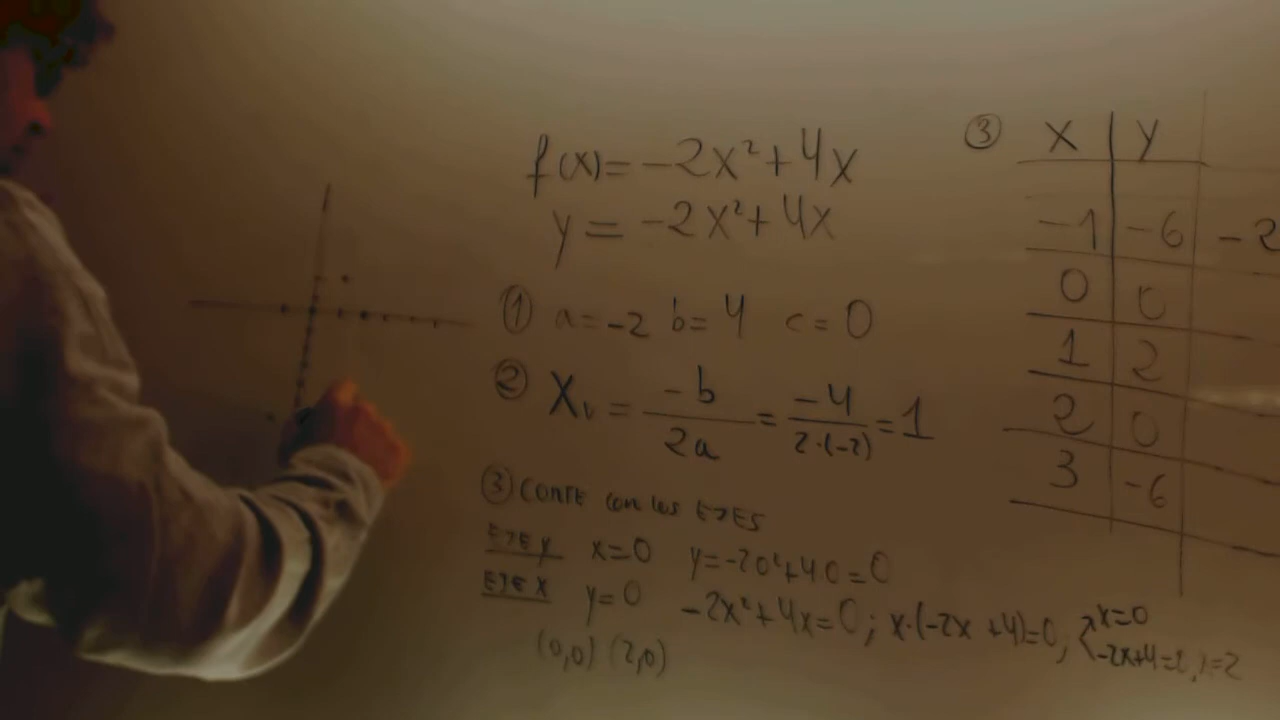 f(x)=-2x²+4x
y=-2x²+4x
① a=-2 b=4 c=0
② Xv = -b/2a = -4/2·(-2) = 1
③ CORTE con los EJES
EJE Y x=0 y=-2·0²+4·0=0
EJE X y=0 -2x²+4x=0; x·(-2x+4)=0; { x=0
-2x+4= x=2
(0,0) (2,0)
③ X Y
-1 -6 -2
0 0
1 2
2 0
3 -6